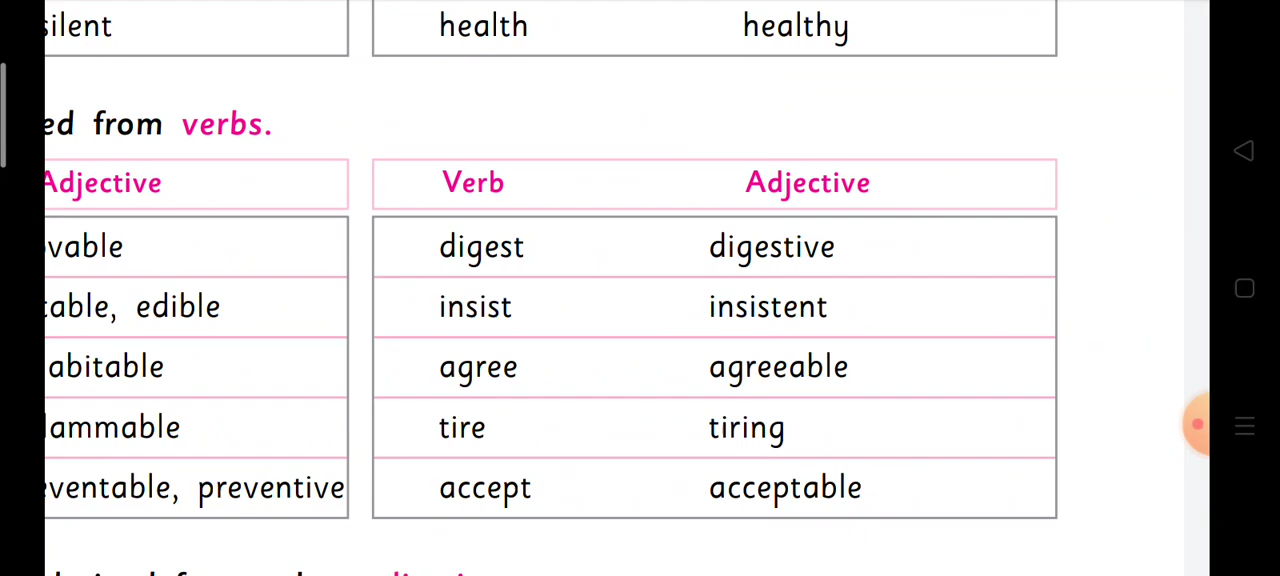 silent health healthy
ed from verbs.
Adjective Verb Adjective
vable digest digestive
table, edible insist insistent
abitable agree agreeable
lammable tire tiring
eventable, preventive accept acceptable